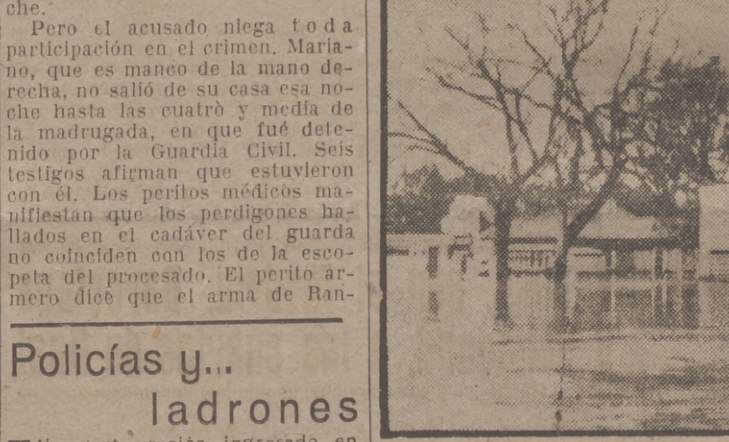 che.
Pero el acusado niega toda
participación en el crimen. Maria-
no, que es manco de la mano de-
recha, no salió de su casa esa no-
che hasta las cuatro y media de
la madrugada, en que fué dete-
nido por la Guardia Civil. Seis
testigos afirman que estuvieron
con él. Los peritos médicos ma-
nifiestan que los perdigones ha-
llados en el cadáver del guarda
no coinciden con los de la esco-
peta del procesado. El perito ar-
mero dice que el arma de Ran-
Policías y...
ladrones
ingresada en